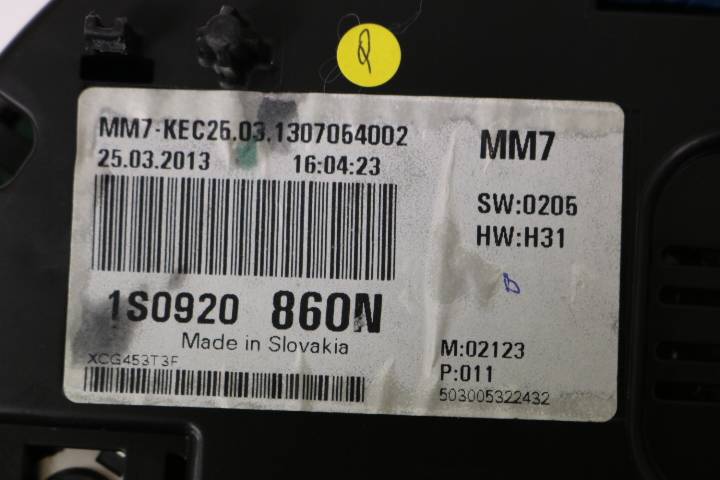 Q
MM7-KEC25.03.1307054002
25.03.2013 16:04:23
MM7
SW:0205
HW:H31
1S0920 860N
Made in Slovakia
XCG453T3F
M:02123
P:011
503005322432